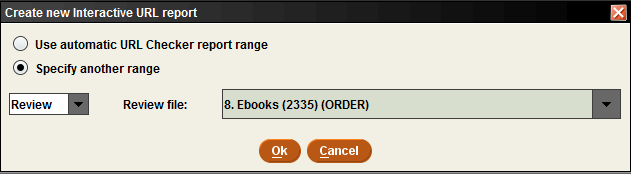 Create new Interactive URL report
Use automatic URL Checker report range
Specify another range
Review Review file: 8. Ebooks (2335) (ORDER)
Ok Cancel